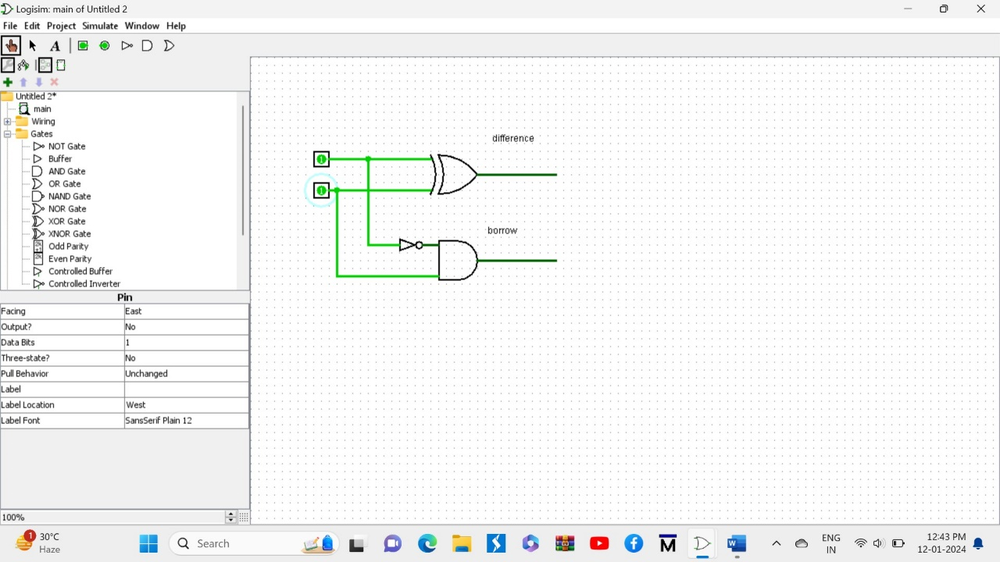 Logisim: main of Untitled 2
File Edit Project Simulate Window Help
A
Untitled 2*
main
Wiring
Gates
NOT Gate
Buffer
AND Gate
OR Gate
NAND Gate
NOR Gate
XOR Gate
XNOR Gate
Odd Parity
Even Parity
Controlled Buffer
Controlled Inverter
Pin
Facing East
Output? No
Data Bits 1
Three-state? No
Pull Behavior Unchanged
Label
Label Location West
Label Font SansSerif Plain 12
100%
difference
1
1
borrow
1
30°C
Haze
Search
W
ENG
IN
12:43 PM
12-01-2024